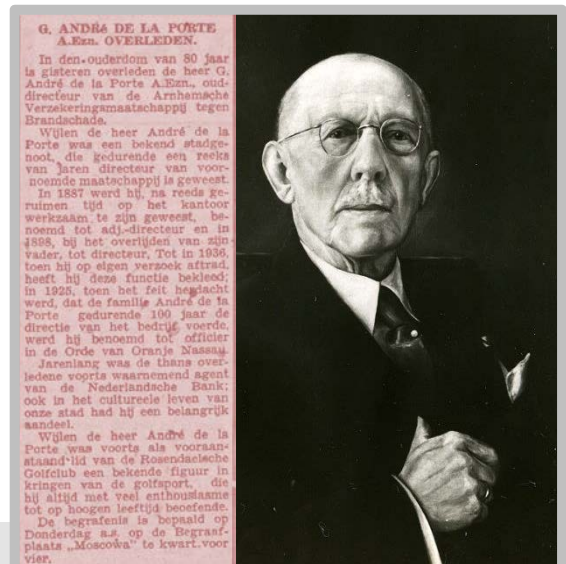 G. ANDRé DE LA PORTE
A.Ezn. OVERLEDEN.
In den ouderdom van 80 jaar
is gisteren overleden de heer G.
André de la Porte A.Ezn., oud-
directeur van de Arnhemsche
Verzekeringsmaatschappij tegen
Brandschade.
Wijlen de heer André de la
Porte was een bekend stadge-
noot, die gedurende een reeks
van jaren directeur van voor-
noemde maatschappij is geweest.
In 1887 werd hij, na reeds ge-
ruimen tijd op het kantoor
werkzaam te zijn geweest, be-
noemd tot adj.-directeur en in
1898, bij het overlijden van zijn
vader, tot directeur. Tot in 1936,
toen hij op eigen verzoek aftrad,
heeft hij deze functie bekleed;
in 1925, toen het feit herdacht
werd, dat de familie André de la
Porte gedurende 100 jaar de
directie van het bedrijf voerde,
werd hij benoemd tot officier
in de Orde van Oranje Nassau.
Jarenlang was de thans over-
ledene voorts waarnemend agent
van de Nederlandsche Bank;
ook in het cultureele leven van
onze stad had hij een belangrijk
aandeel.
Wijlen de heer André de la
Porte was voorts als vooraan-
staand lid van de Rosendaelsche
Golfclub een bekende figuur in
kringen van de golfsport, die
hij altijd met veel enthousiasme
tot op hoogen leeftijd beoefende.
De begrafenis is bepaald op
Donderdag a.s. op de Begraaf-
plaats „Moscowa" te kwart voor
vier.